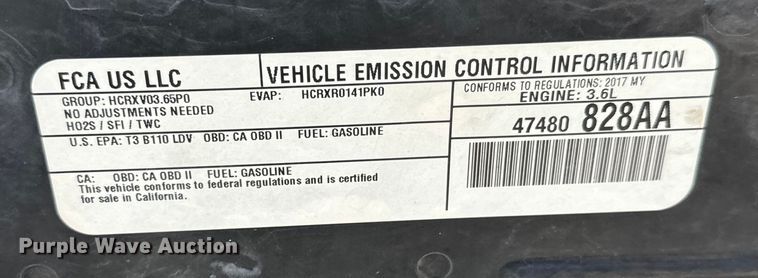 FCA US LLC
VEHICLE EMISSION CONTROL INFORMATION
GROUP: HCRXV03.65P0 EVAP: HCRXR0141PK0
NO ADJUSTMENTS NEEDED
HO2S / SFI / TWC
CONFORMS TO REGULATIONS: 2017 MY
ENGINE: 3.6L
U.S. EPA: T3 B110 LDV OBD: CA OBD II FUEL: GASOLINE
47480 828AA
CA: OBD: CA OBD II FUEL: GASOLINE
This vehicle conforms to federal regulations and is certified
for sale in California.
Purple Wave Auction